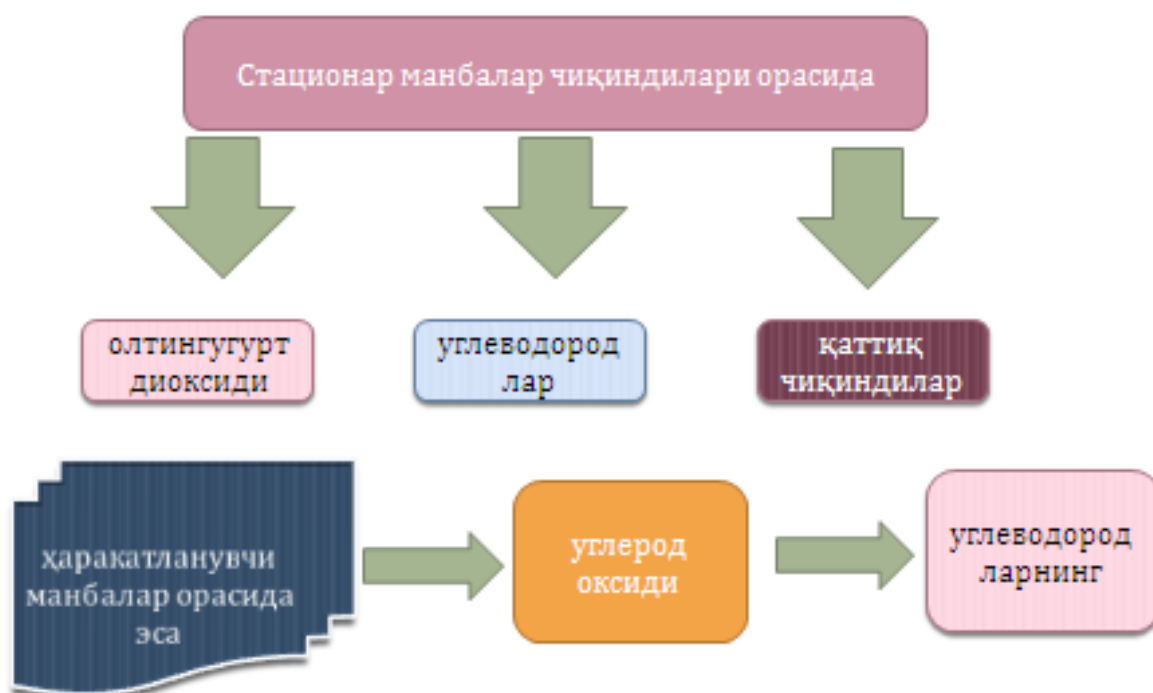 Стационар манбалар чиқиндилари орасида
олтингугурт
диоксиди
углеводород
лар
қаттиқ
чиқиндилар
ҳаракатланувчи
манбалар орасида
эса
углерод
оксиди
углеводород
ларнинг